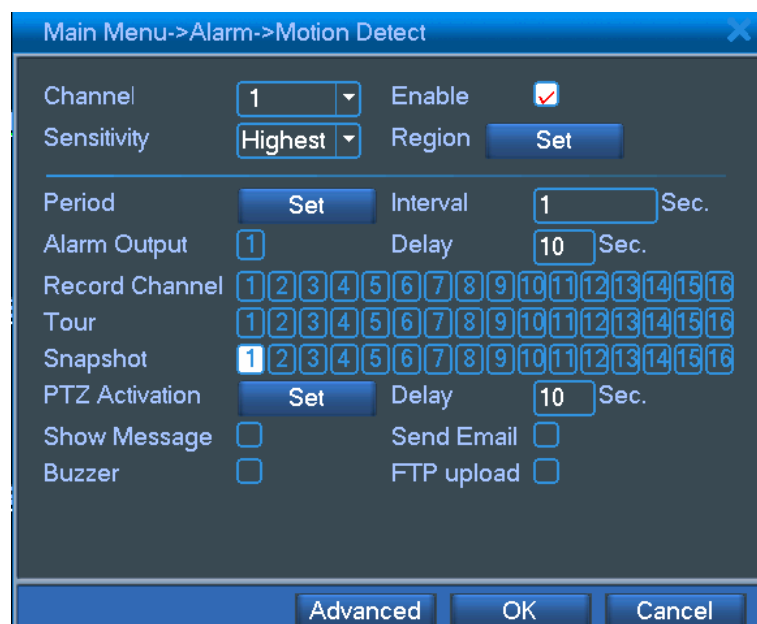 Main Menu->Alarm->Motion Detect
Channel 1 Enable
Sensitivity Highest Region Set
Period Set Interval 1 Sec.
Alarm Output 1 Delay 10 Sec.
Record Channel 1 2 3 4 5 6 7 8 9 10 11 12 13 14 15 16
Tour 1 2 3 4 5 6 7 8 9 10 11 12 13 14 15 16
Snapshot 1 2 3 4 5 6 7 8 9 10 11 12 13 14 15 16
PTZ Activation Set Delay 10 Sec.
Show Message Send Email
Buzzer FTP upload
Advanced OK Cancel